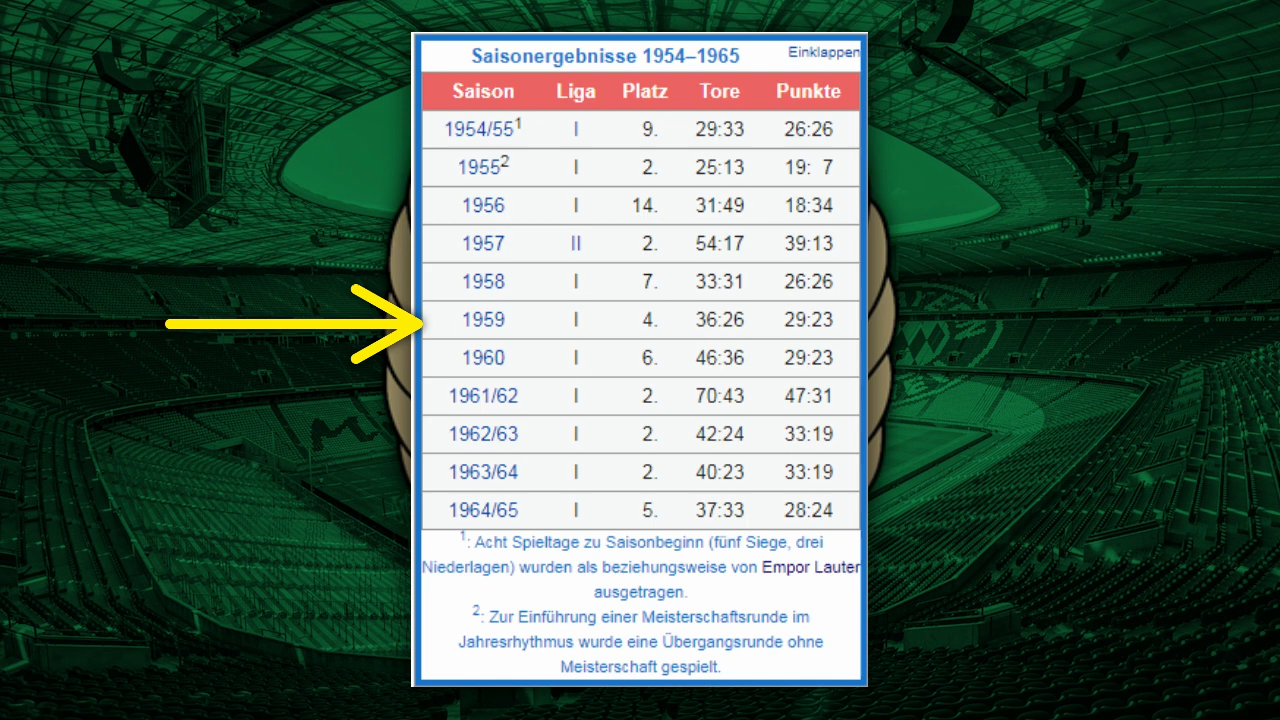 Saisonergebnisse 1954–1965 Einklappen
Saison Liga Platz Tore Punkte
1954/55¹ I 9. 29:33 26:26
1955² I 2. 25:13 19: 7
1956 I 14. 31:49 18:34
1957 II 2. 54:17 39:13
1958 I 7. 33:31 26:26
1959 I 4. 36:26 29:23
1960 I 6. 46:36 29:23
1961/62 I 2. 70:43 47:31
1962/63 I 2. 42:24 33:19
1963/64 I 2. 40:23 33:19
1964/65 I 5. 37:33 28:24
¹: Acht Spieltage zu Saisonbeginn (fünf Siege, drei
Niederlagen) wurden als beziehungsweise von Empor Lauter
ausgetragen.
²: Zur Einführung einer Meisterschaftsrunde im
Jahresrhythmus wurde eine Übergangsrunde ohne
Meisterschaft gespielt.